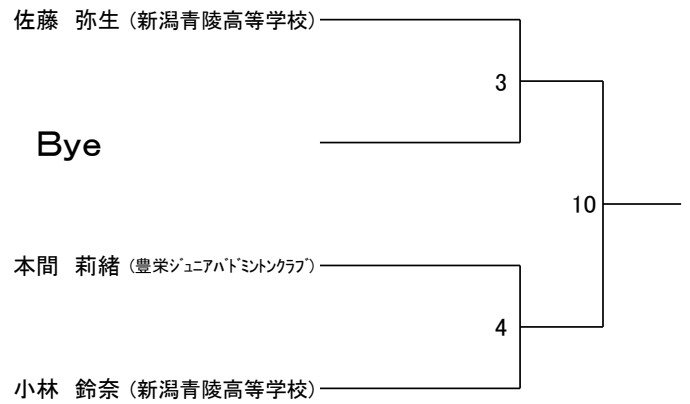 佐藤　弥生 (新潟青陵高等学校)
3
Bye
10
本間　莉緒 (豊栄ｼﾞｭﾆｱﾊﾞﾄﾞﾐﾝﾄﾝｸﾗﾌﾞ)
4
小林　鈴奈 (新潟青陵高等学校)